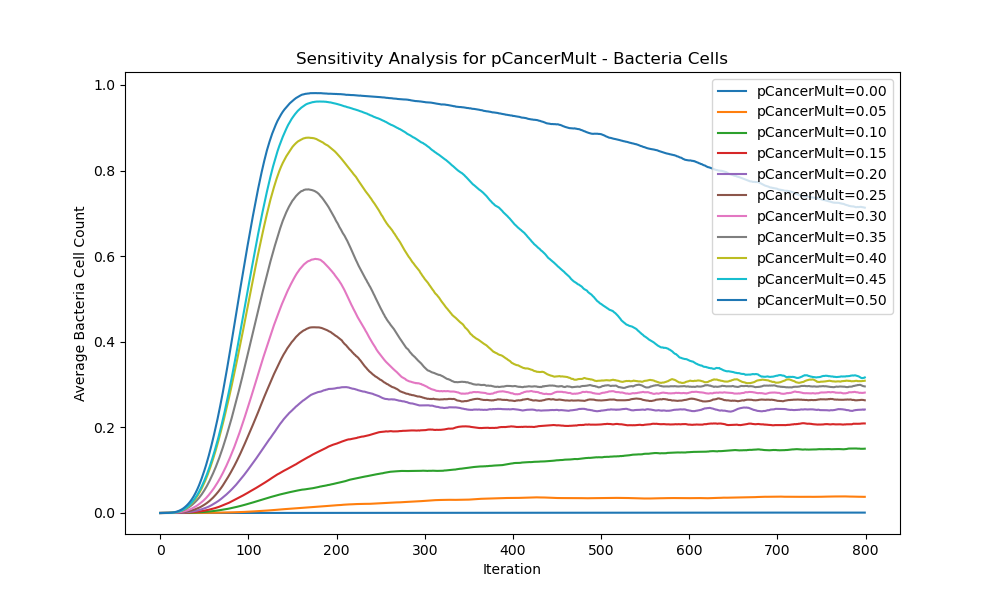 Sensitivity Analysis for pCancerMult - Bacteria Cells
Average Bacteria Cell Count
1.0
0.8
0.6
0.4
0.2
0.0
0 100 200 300 400 500 600 700 800
Iteration
pCancerMult=0.00
pCancerMult=0.05
pCancerMult=0.10
pCancerMult=0.15
pCancerMult=0.20
pCancerMult=0.25
pCancerMult=0.30
pCancerMult=0.35
pCancerMult=0.40
pCancerMult=0.45
pCancerMult=0.50